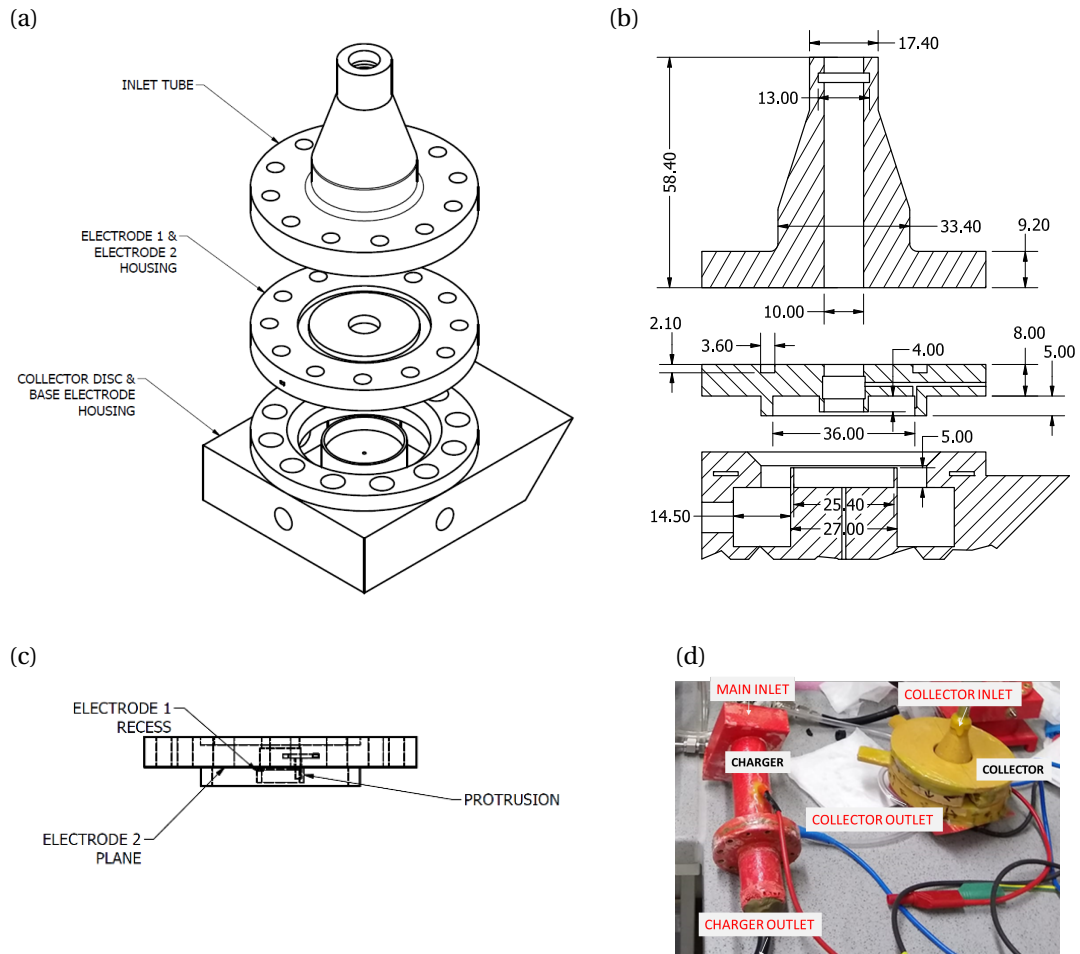 (a)
INLET TUBE
ELECTRODE 1 &
ELECTRODE 2
HOUSING
COLLECTOR DISC &
BASE ELECTRODE
HOUSING
(b)
17.40
13.00
58.40
33.40
9.20
10.00
2.10
3.60
4.00
8.00
5.00
36.00
5.00
25.40
14.50
27.00
(c)
ELECTRODE 1
RECESS
PROTRUSION
ELECTRODE 2
PLANE
(d)
MAIN INLET
COLLECTOR INLET
CHARGER
COLLECTOR
COLLECTOR OUTLET
CHARGER OUTLET